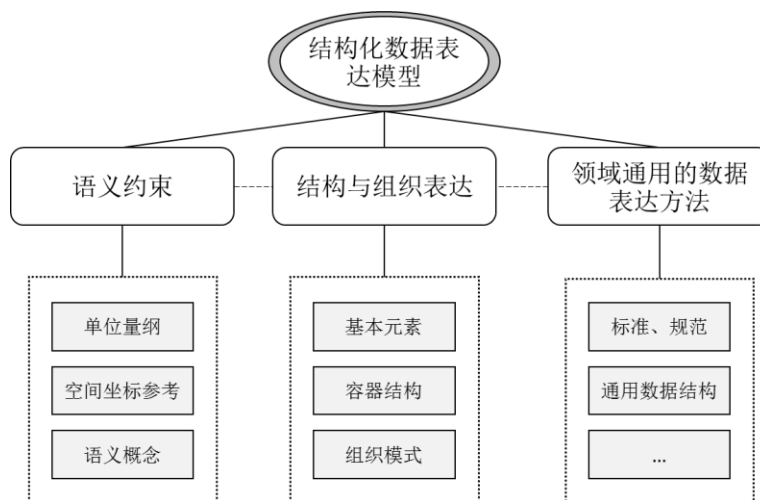 结构化数据表
达模型
语义约束
结构与组织表达
领域通用的数据
表达方法
单位量纲
基本元素
标准、规范
空间坐标参考
容器结构
通用数据结构
语义概念
组织模式
...